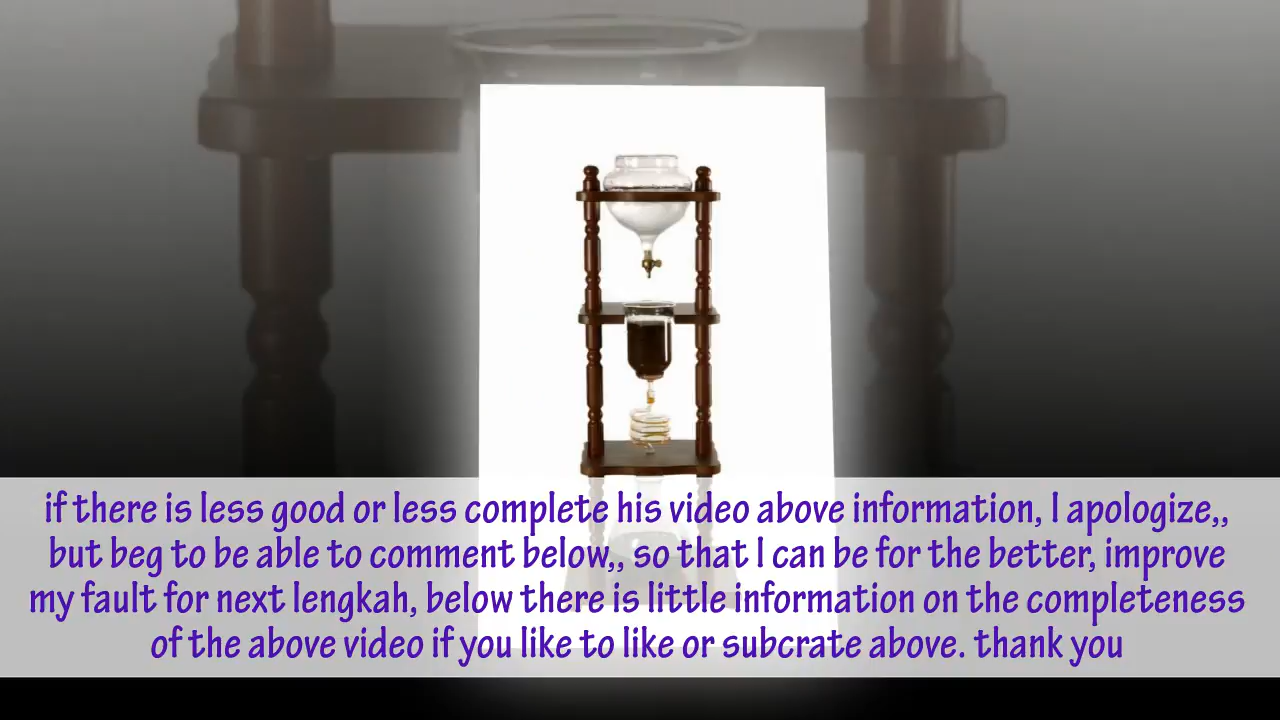 if there is less good or less complete his video above information, I apologize,,
but beg to be able to comment below,, so that I can be for the better, improve
my fault for next lengkah, below there is little information on the completeness
of the above video if you like to like or subcrate above. thank you